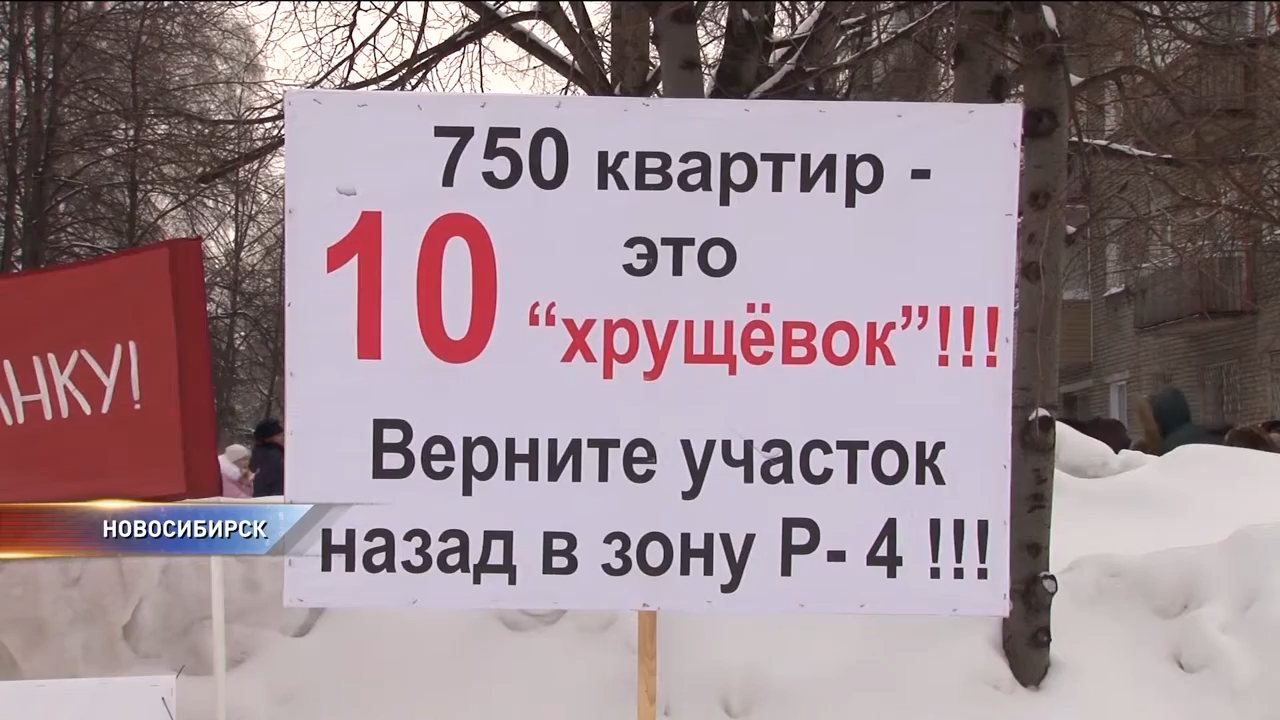 750 квартир -
это
10 “хрущёвок”!!!
Верните участок
назад в зону Р- 4 !!!
НКУ!
НОВОСИБИРСК